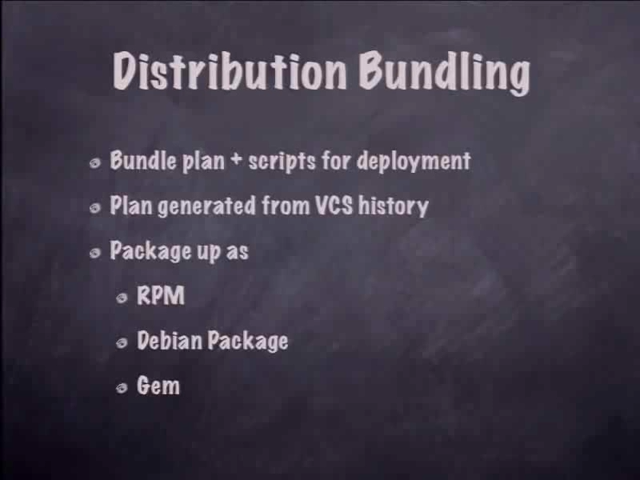 Distribution Bundling
Bundle plan + scripts for deployment
Plan generated from VCS history
Package up as
RPM
Debian Package
Gem